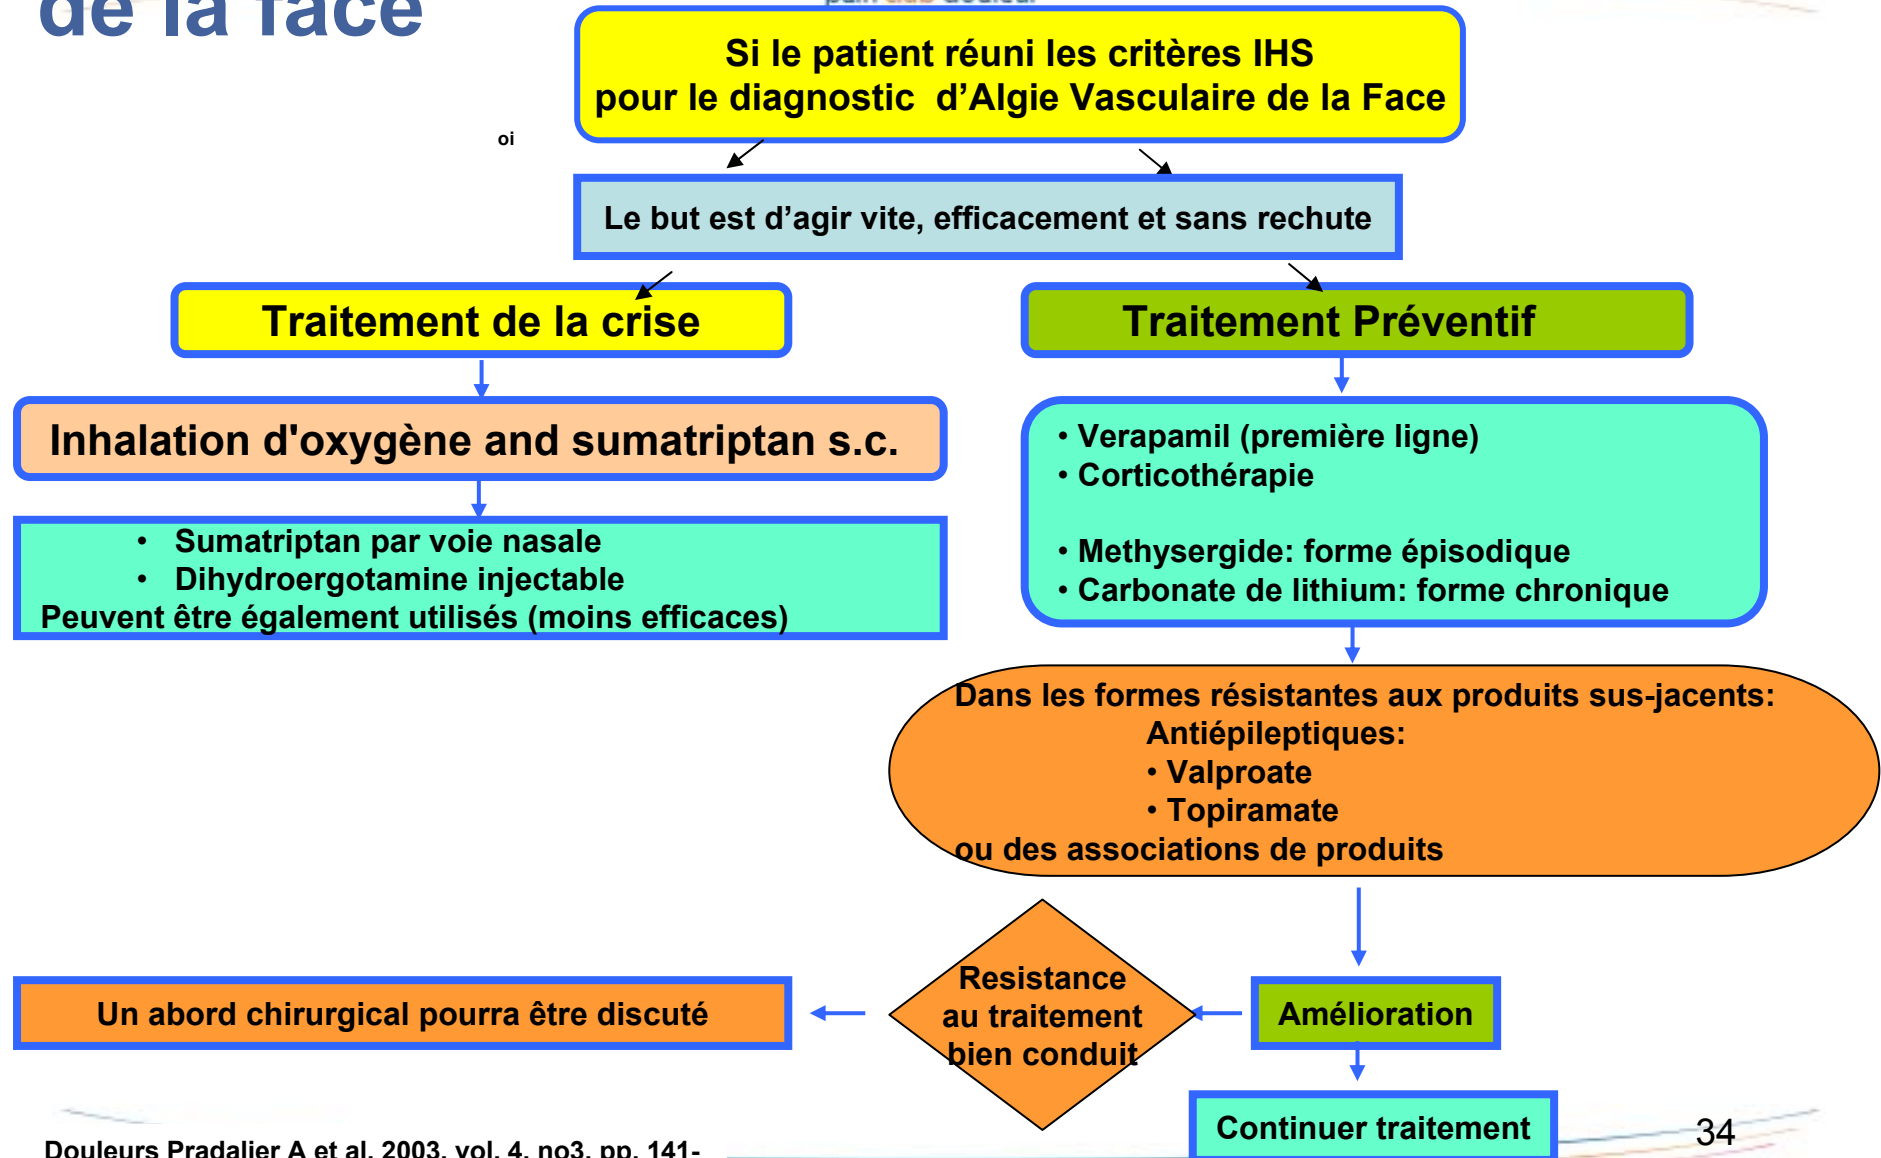 de la face
pain club douleur
Si le patient réuni les critères IHS
pour le diagnostic d’Algie Vasculaire de la Face
oi
Le but est d’agir vite, efficacement et sans rechute
Traitement de la crise
Traitement Préventif
Inhalation d'oxygène and sumatriptan s.c.
• Sumatriptan par voie nasale
• Dihydroergotamine injectable
Peuvent être également utilisés (moins efficaces)
• Verapamil (première ligne)
• Corticothérapie
• Methysergide: forme épisodique
• Carbonate de lithium: forme chronique
Dans les formes résistantes aux produits sus-jacents:
Antiépileptiques:
• Valproate
• Topiramate
ou des associations de produits
Un abord chirurgical pourra être discuté
Resistance
au traitement
bien conduit
Amélioration
Continuer traitement
Douleurs Pradalier A et al. 2003, vol. 4, no3, pp. 141-
34